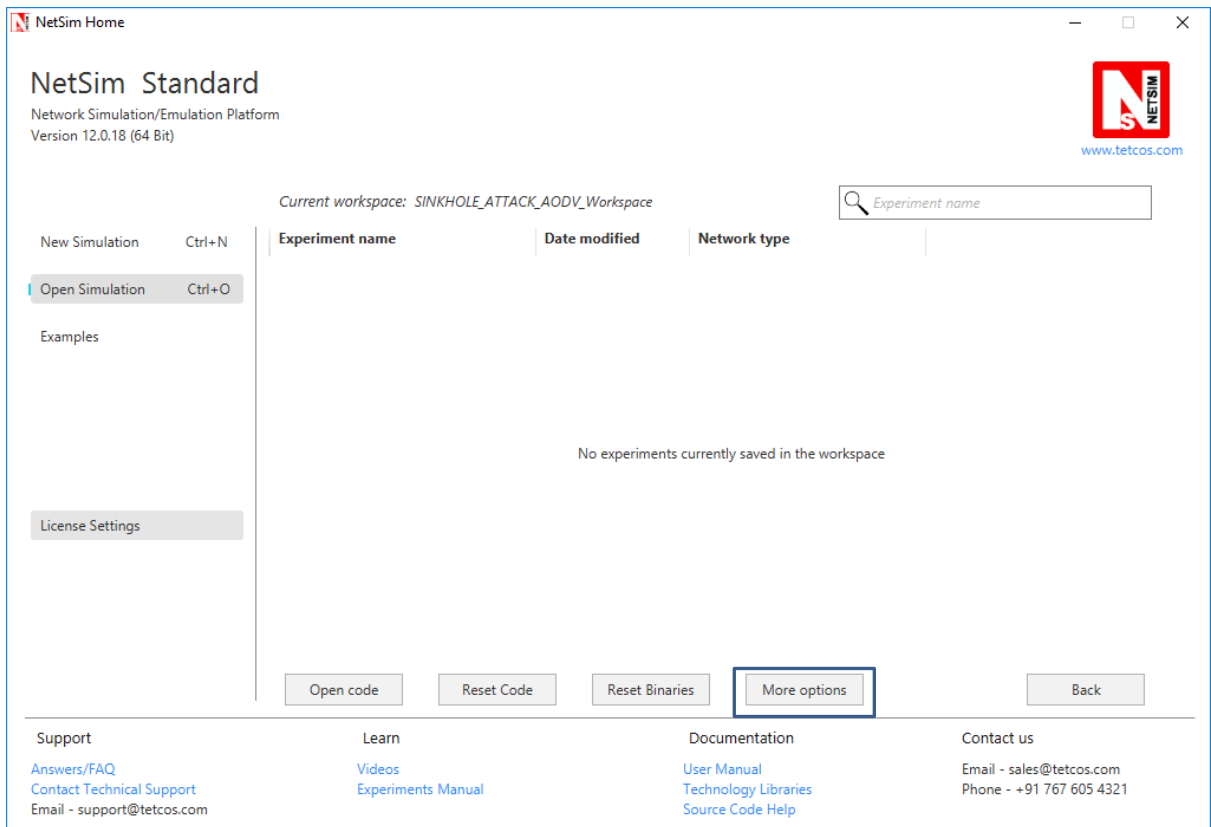 NetSim Home
NetSim Standard
Network Simulation/Emulation Platform
Version 12.0.18 (64 Bit)
N
S
NETSIM
www.tetcos.com
Current workspace: SINKHOLE_ATTACK_AODV_Workspace
Experiment name
New Simulation Ctrl+N
Open Simulation Ctrl+O
Examples
License Settings
Experiment name Date modified Network type
No experiments currently saved in the workspace
Open code Reset Code Reset Binaries More options Back
Support
Answers/FAQ
Contact Technical Support
Email - support@tetcos.com
Learn
Videos
Experiments Manual
Documentation
User Manual
Technology Libraries
Source Code Help
Contact us
Email - sales@tetcos.com
Phone - +91 767 605 4321